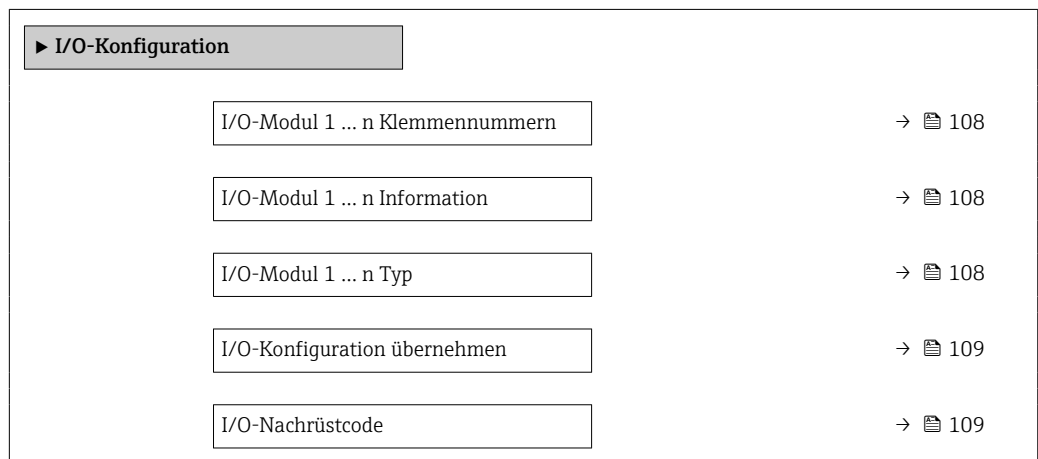 ▶ I/O-Konfiguration
I/O-Modul 1 … n Klemmennummern → 108
I/O-Modul 1 … n Information → 108
I/O-Modul 1 … n Typ → 108
I/O-Konfiguration übernehmen → 109
I/O-Nachrüstcode → 109